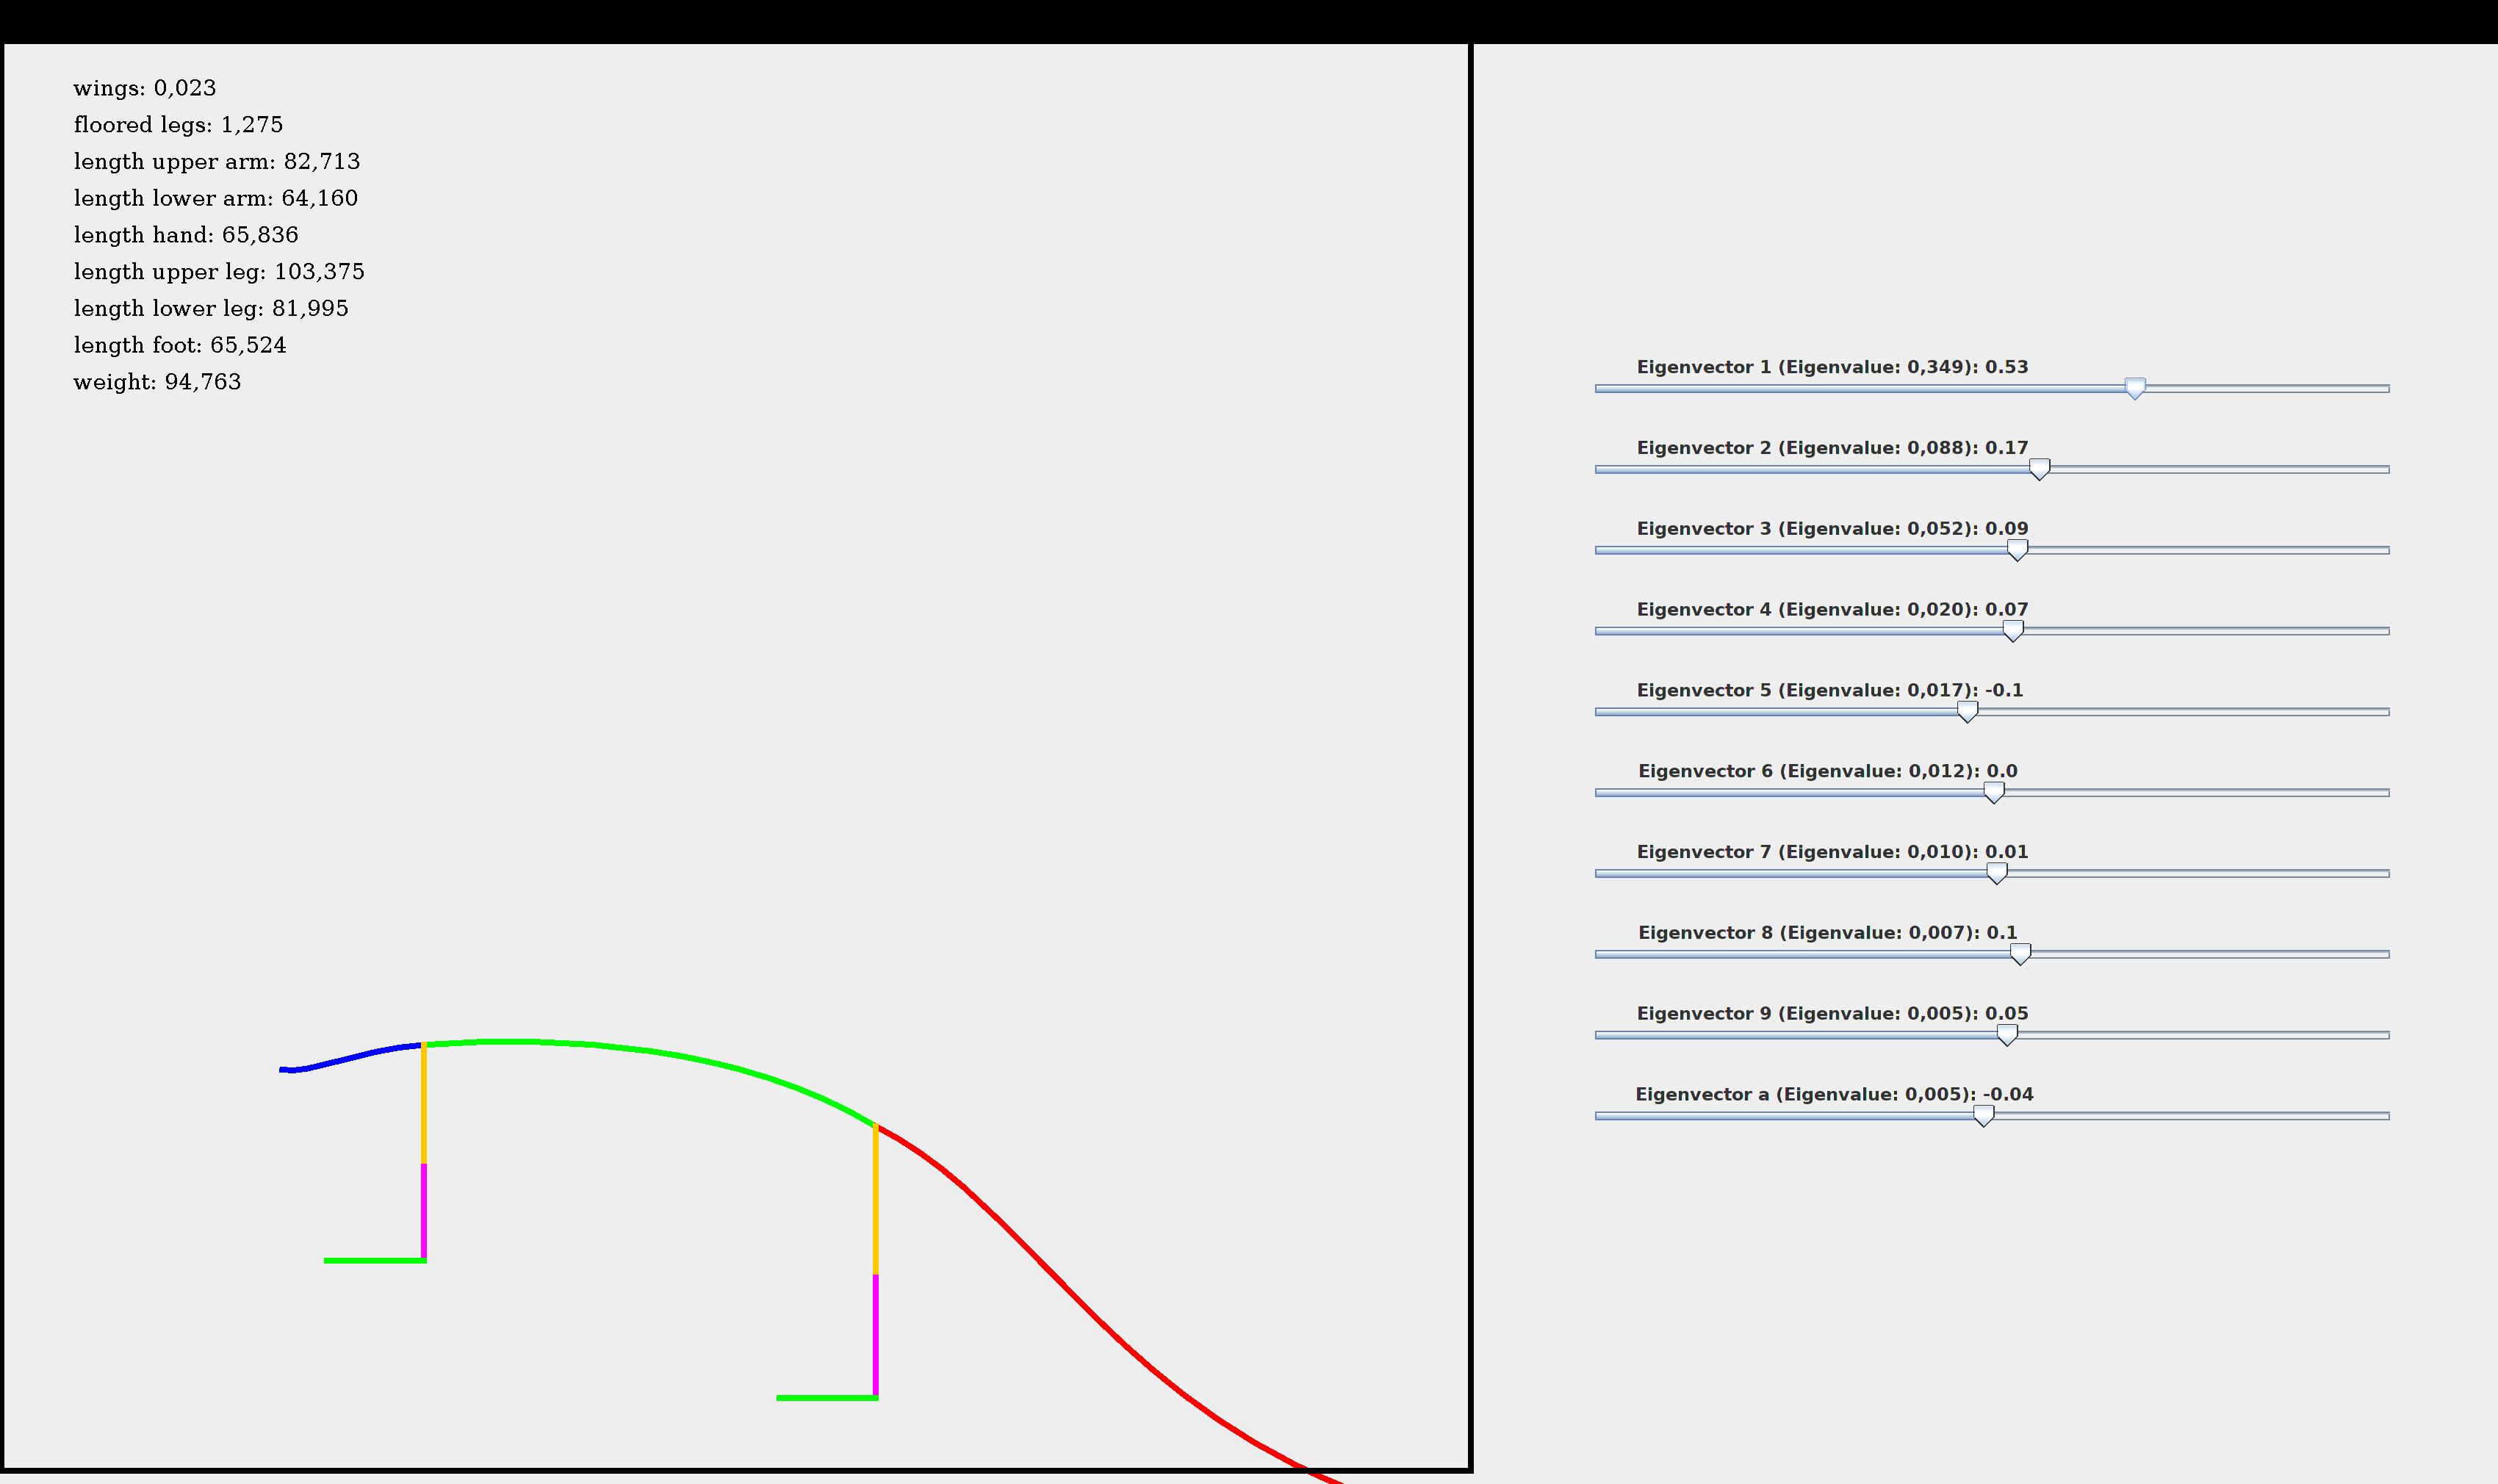 wings: 0,023
floored legs: 1,275
length upper arm: 82,713
length lower arm: 64,160
length hand: 65,836
length upper leg: 103,375
length lower leg: 81,995
length foot: 65,524
weight: 94,763
Eigenvector 1 (Eigenvalue: 0,349): 0.53
Eigenvector 2 (Eigenvalue: 0,088): 0.17
Eigenvector 3 (Eigenvalue: 0,052): 0.09
Eigenvector 4 (Eigenvalue: 0,020): 0.07
Eigenvector 5 (Eigenvalue: 0,017): -0.1
Eigenvector 6 (Eigenvalue: 0,012): 0.0
Eigenvector 7 (Eigenvalue: 0,010): 0.01
Eigenvector 8 (Eigenvalue: 0,007): 0.1
Eigenvector 9 (Eigenvalue: 0,005): 0.05
Eigenvector a (Eigenvalue: 0,005): -0.04